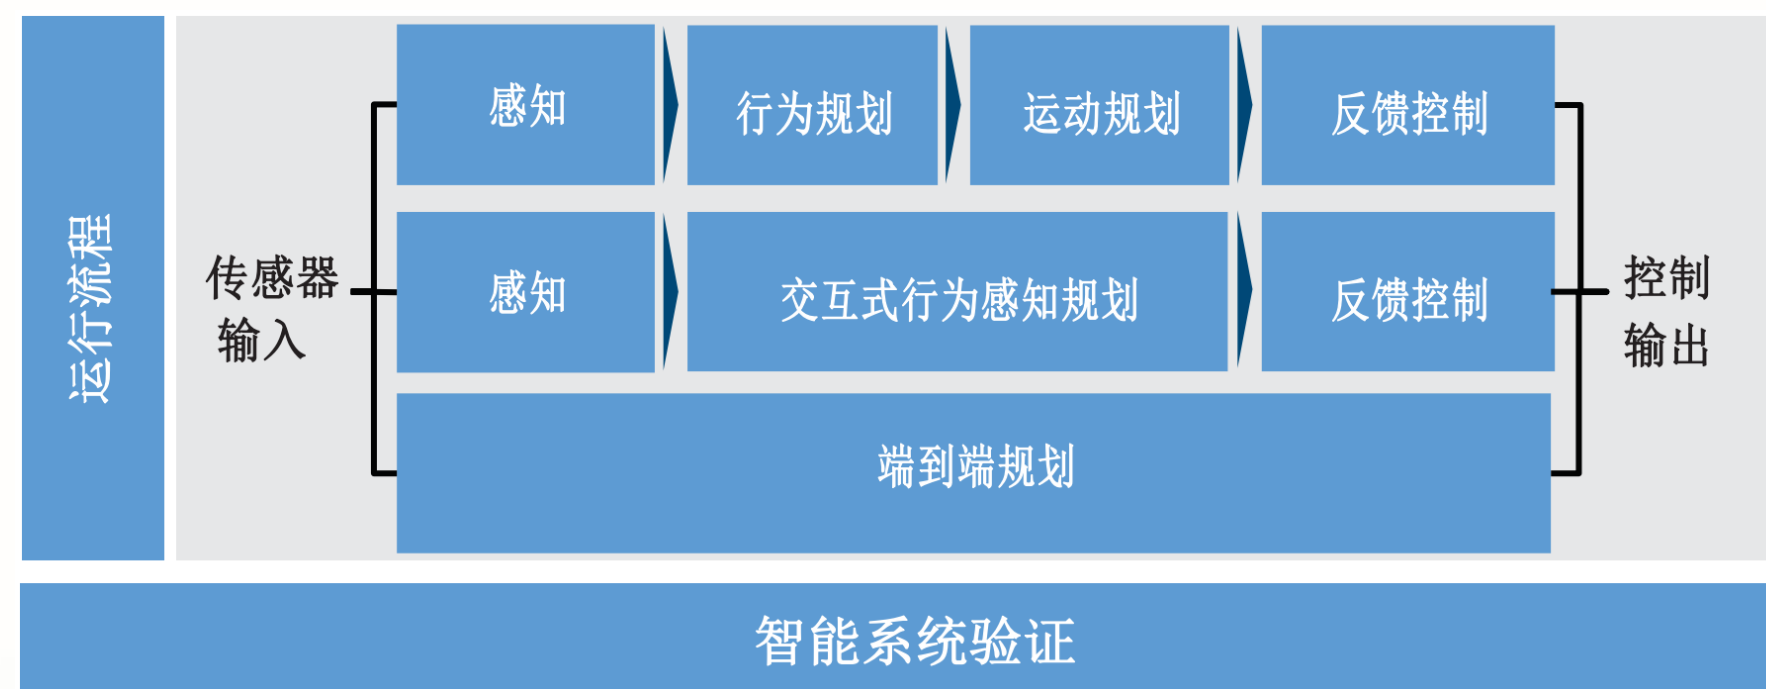 运行流程
传感器
输入
感知
行为规划
运动规划
反馈控制
感知
交互式行为感知规划
反馈控制
端到端规划
控制
输出
智能系统验证